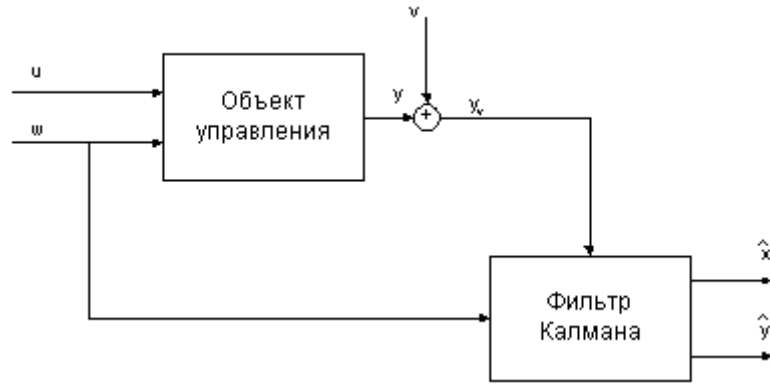 v
u
Объект
управления
y
+
yv
w
x̂
Фильтр
Калмана
ŷ